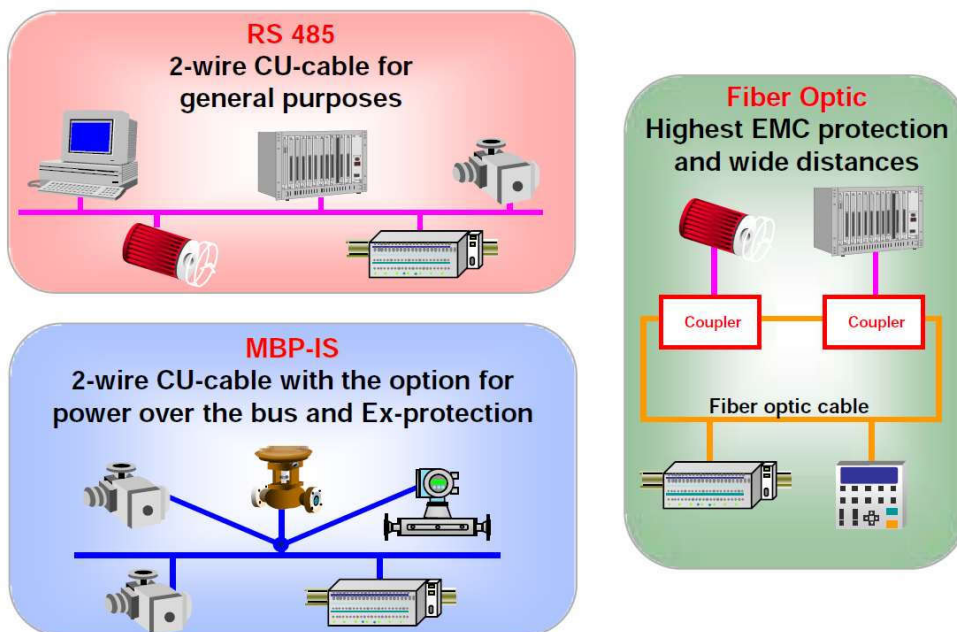 RS 485
2-wire CU-cable for
general purposes
MBP-IS
2-wire CU-cable with the option for
power over the bus and Ex-protection
Fiber Optic
Highest EMC protection
and wide distances
Coupler
Coupler
Fiber optic cable